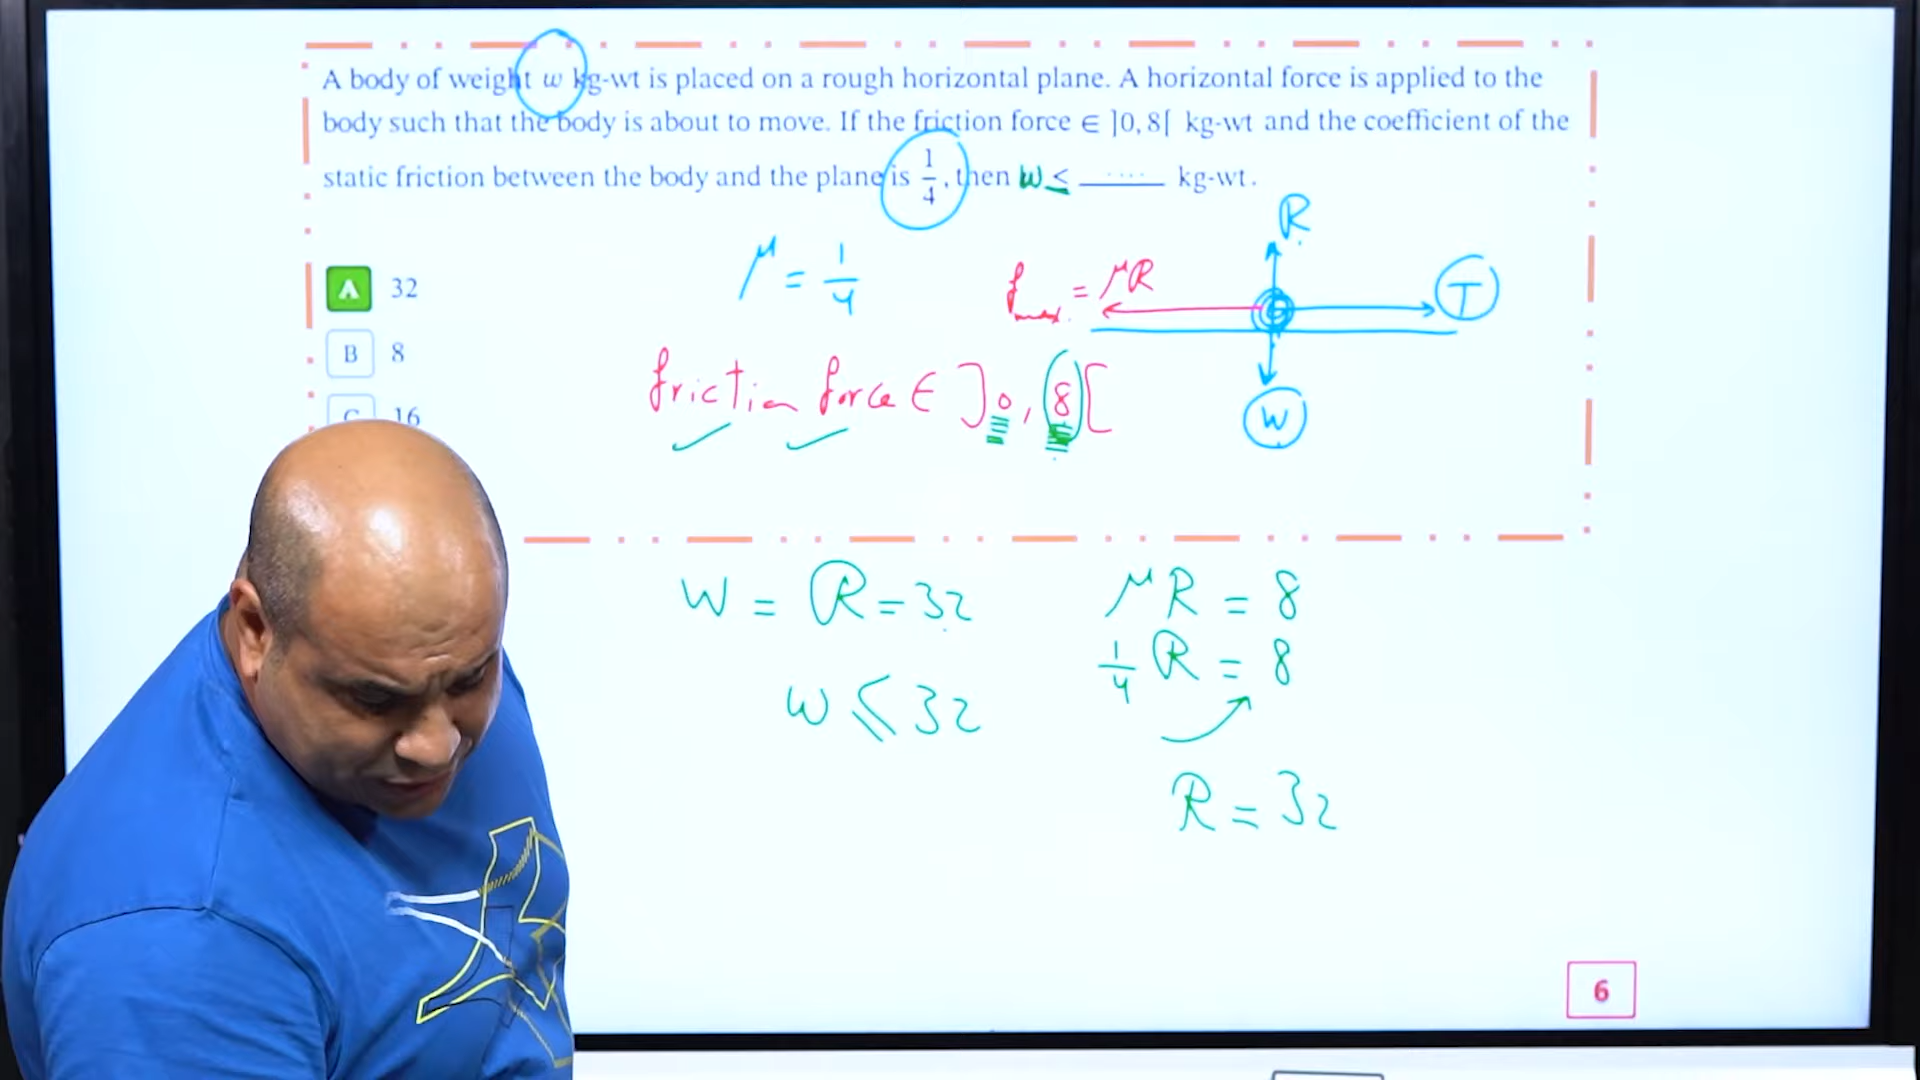 A body of weight w kg-wt is placed on a rough horizontal plane. A horizontal force is applied to the
body such that the body is about to move. If the friction force ∈ ]0, 8[ kg-wt and the coefficient of the
static friction between the body and the plane is 1/4, then W ≤ ........ kg-wt.
A 32
B 8
C 16
μ = 1/4
f max. = μR
R
T
W
friction force ∈ ]0, 8[
W = R = 32
w ≤ 32
μR = 8
1/4 R = 8
R = 32
6